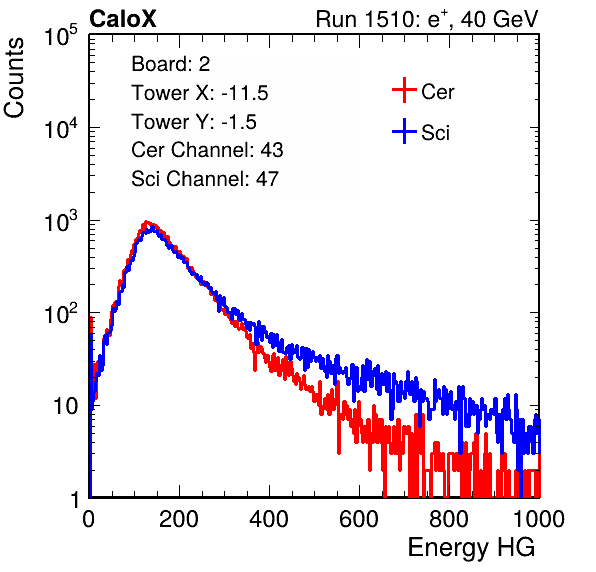 CaloX Run 1510: e⁺, 40 GeV
Counts
Board: 2
Tower X: -11.5
Tower Y: -1.5
Cer Channel: 43
Sci Channel: 47
Cer
Sci
10⁵
10⁴
10³
10²
10
1
0 200 400 600 800 1000
Energy HG